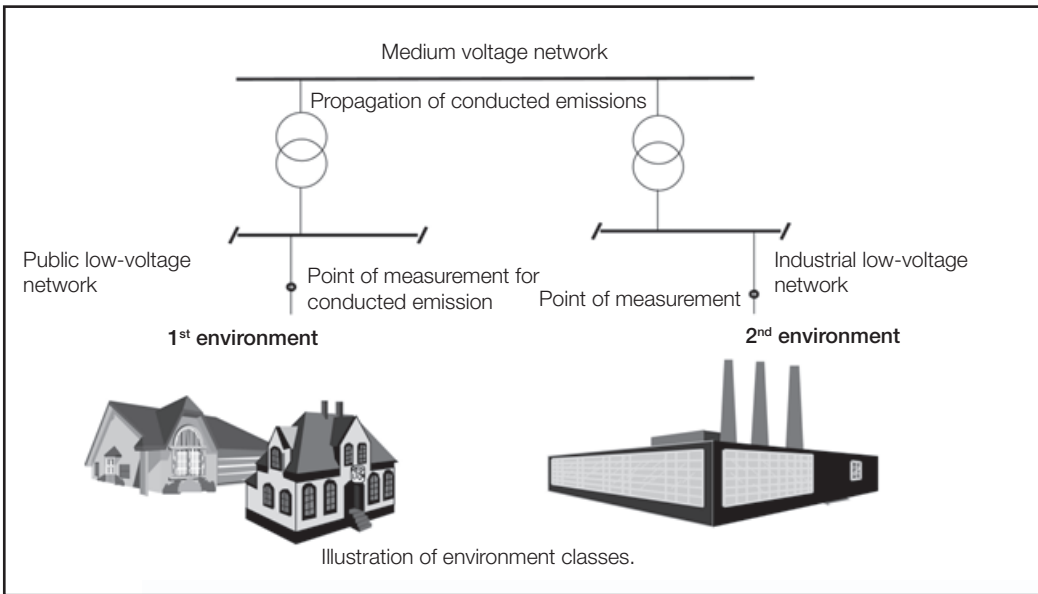 Medium voltage network
Propagation of conducted emissions
Public low-voltage
network
Point of measurement for
conducted emission
Point of measurement
Industrial low-voltage
network
1st environment
2nd environment
Illustration of environment classes.